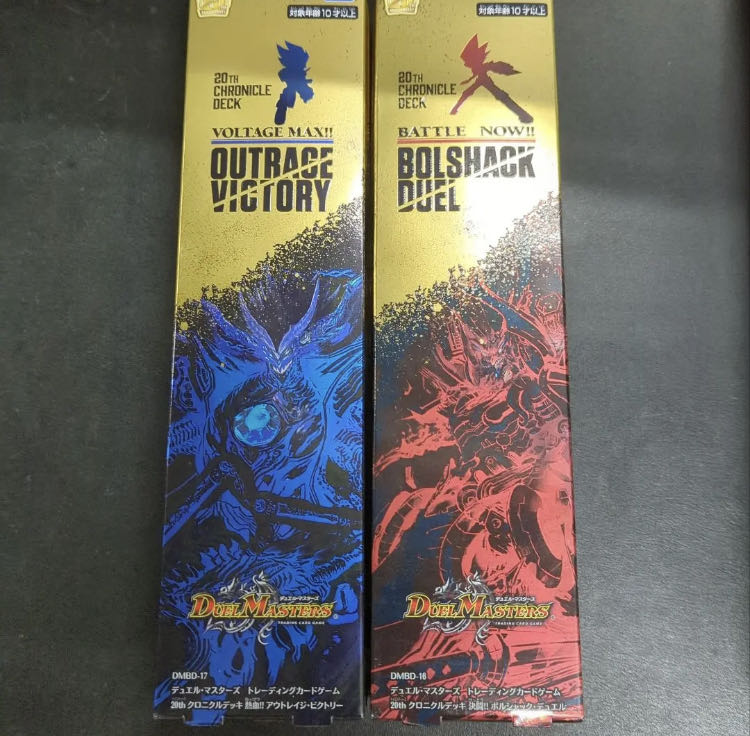 対象年齢10才以上
20TH
CHRONICLE
DECK
VOLTAGE MAX!!
OUTRAGE
VICTORY
デュエル・マスターズ
DUEL MASTERS
TRADING CARD GAME
DMBD-17
デュエル・マスターズ トレーディングカードゲーム
20th クロニクルデッキ 熱血!! アウトレイジ・ビクトリー
対象年齢10才以上
20TH
CHRONICLE
DECK
BATTLE NOW!!
BOLSHACK
DUEL
デュエル・マスターズ
DUEL MASTERS
TRADING CARD GAME
DMBD-16
デュエル・マスターズ トレーディングカードゲーム
20th クロニクルデッキ 決闘!! ボルシャック・デュエル